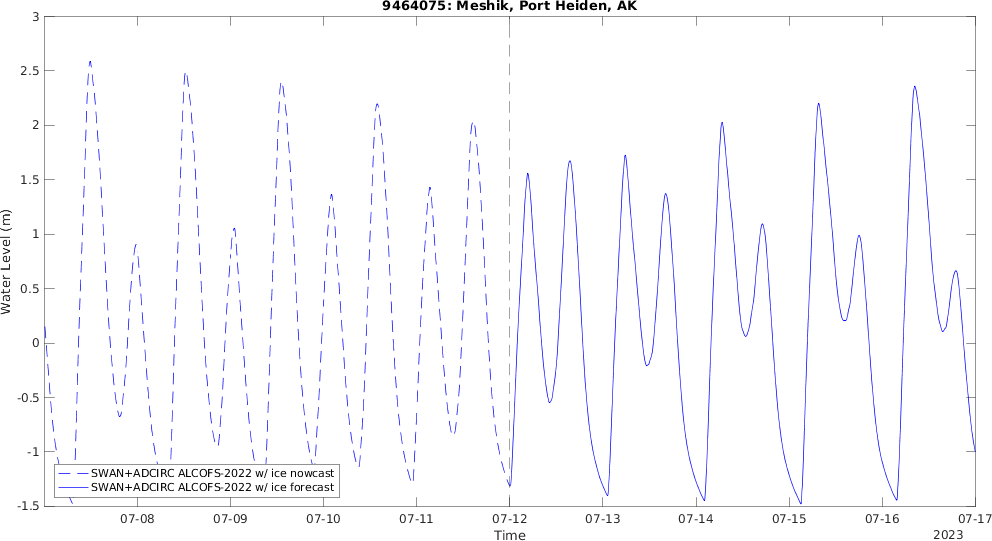 9464075: Meshik, Port Heiden, AK
Water Level (m)
3
2.5
2
1.5
1
0.5
0
-0.5
-1
-1.5
SWAN+ADCIRC ALCOFS-2022 w/ ice nowcast
SWAN+ADCIRC ALCOFS-2022 w/ ice forecast
07-08 07-09 07-10 07-11 07-12 07-13 07-14 07-15 07-16 07-17
Time
2023